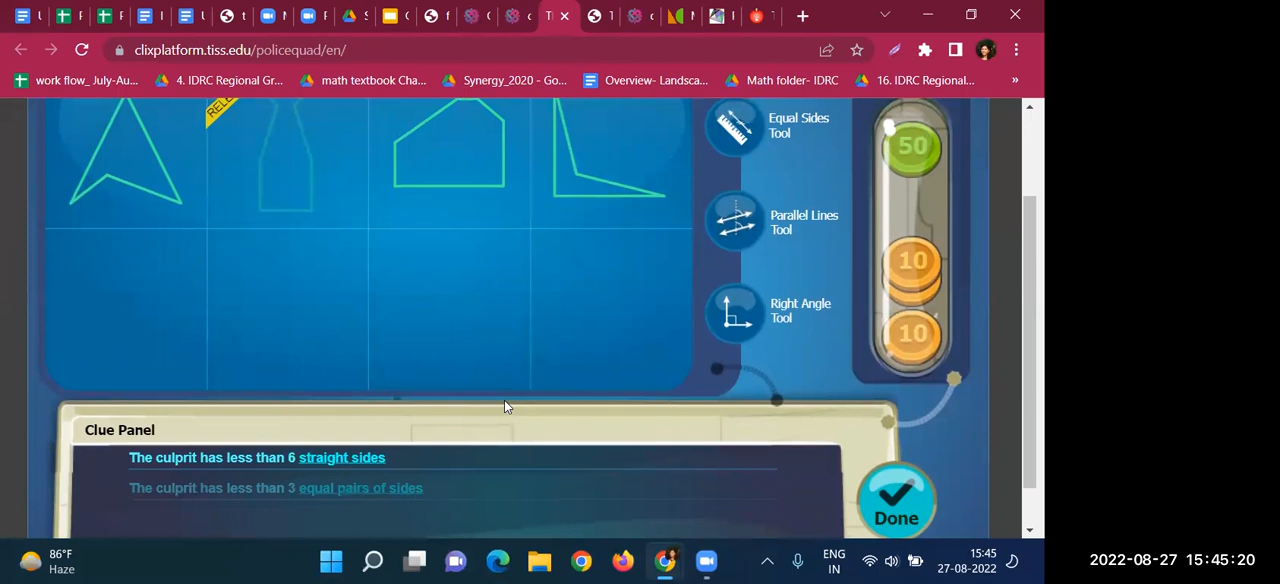 clixplatform.tiss.edu/policequad/en/
work flow_ July-Au...
4. IDRC Regional Gr...
math textbook Cha...
Synergy_2020 - Go...
Overview- Landsca...
Math folder- IDRC
16. IDRC Regional...
»
RELE
Equal Sides
Tool
50
Parallel Lines
Tool
10
Right Angle
Tool
10
Clue Panel
The culprit has less than 6 straight sides
The culprit has less than 3 equal pairs of sides
Done
86°F
Haze
ENG
IN
15:45
27-08-2022
2022-08-27 15:45:20